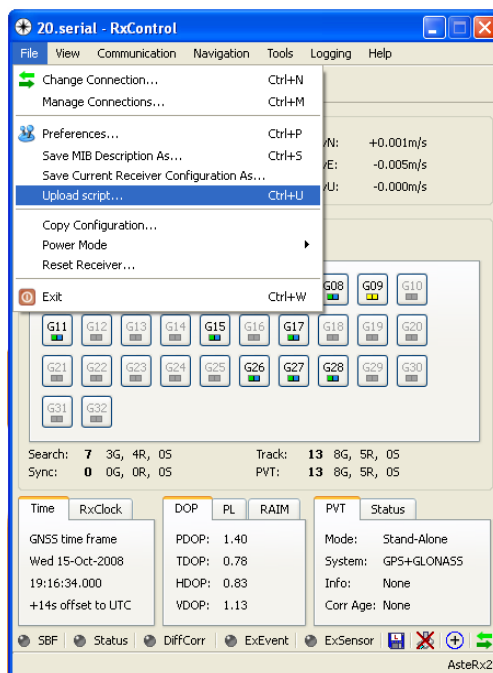 20.serial - RxControl
File View Communication Navigation Tools Logging Help
Change Connection... Ctrl+N
Manage Connections... Ctrl+M
Preferences... Ctrl+P
Save MIB Description As... Ctrl+S
Save Current Receiver Configuration As...
Upload script... Ctrl+U
Copy Configuration...
Power Mode
Reset Receiver...
Exit Ctrl+W
N: +0.001m/s
E: -0.005m/s
U: -0.000m/s
G08 G09 G10
G11 G12 G13 G14 G15 G16 G17 G18 G19 G20
G21 G22 G23 G24 G25 G26 G27 G28 G29 G30
G31 G32
Search: 7 3G, 4R, 0S Track: 13 8G, 5R, 0S
Sync: 0 0G, 0R, 0S PVT: 13 8G, 5R, 0S
Time RxClock DOP PL RAIM PVT Status
GNSS time frame PDOP: 1.40 Mode: Stand-Alone
Wed 15-Oct-2008 TDOP: 0.78 System: GPS+GLONASS
19:16:34.000 HDOP: 0.83 Info: None
+14s offset to UTC VDOP: 1.13 Corr Age: None
SBF Status DiffCorr ExEvent ExSensor
AsteRx2